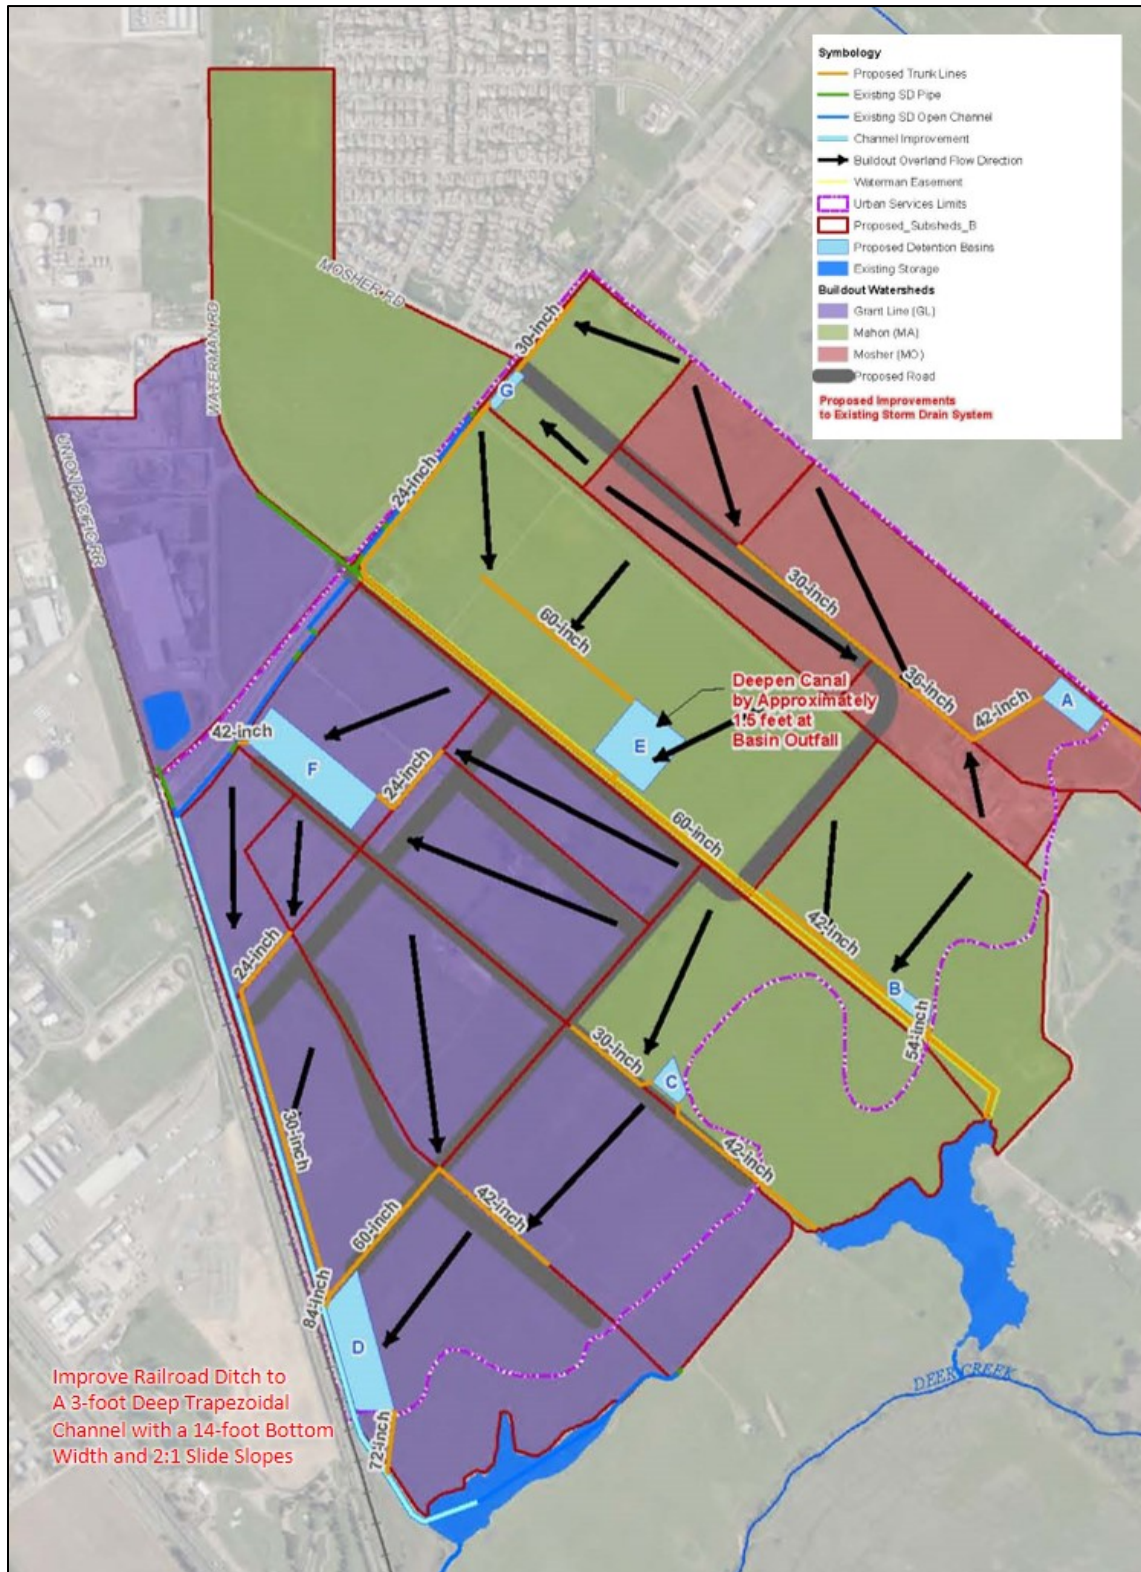 Symbology
Proposed Trunk Lines
Existing SD Pipe
Existing SD Open Channel
Channel Improvement
Buildout Overland Flow Direction
Waterman Easement
Urban Services Limits
Proposed_Subsheds_B
Proposed Detention Basins
Existing Storage
Buildout Watersheds
Grant Line (GL)
Mahon (MA)
Mosher (MO)
Proposed Road
Proposed Improvements
to Existing Storm Drain System
MOSHER RD
WATERMAN RD
UNION PACIFIC RR
30-inch
G
24-inch
60-inch
30-inch
36-inch
42-inch
A
Deepen Canal
by Approximately
1.5 feet at
Basin Outfall
E
42-inch
F
24-inch
60-inch
42-inch
B
54-inch
24-inch
30-inch
C
42-inch
30-inch
60-inch
42-inch
84-inch
D
72-inch
Improve Railroad Ditch to
A 3-foot Deep Trapezoidal
Channel with a 14-foot Bottom
Width and 2:1 Slide Slopes
DEER CREEK